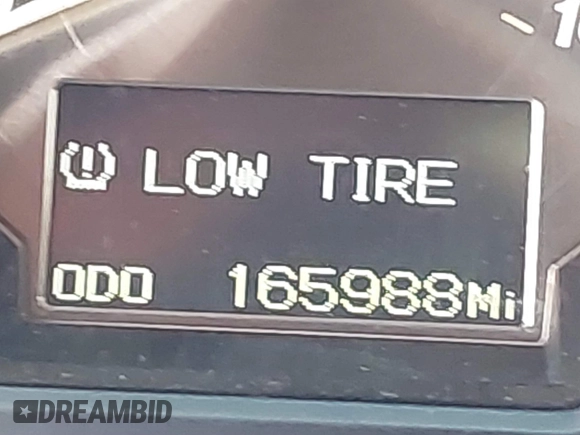 LOW TIRE
ODO 165988Mi
DREAMBID